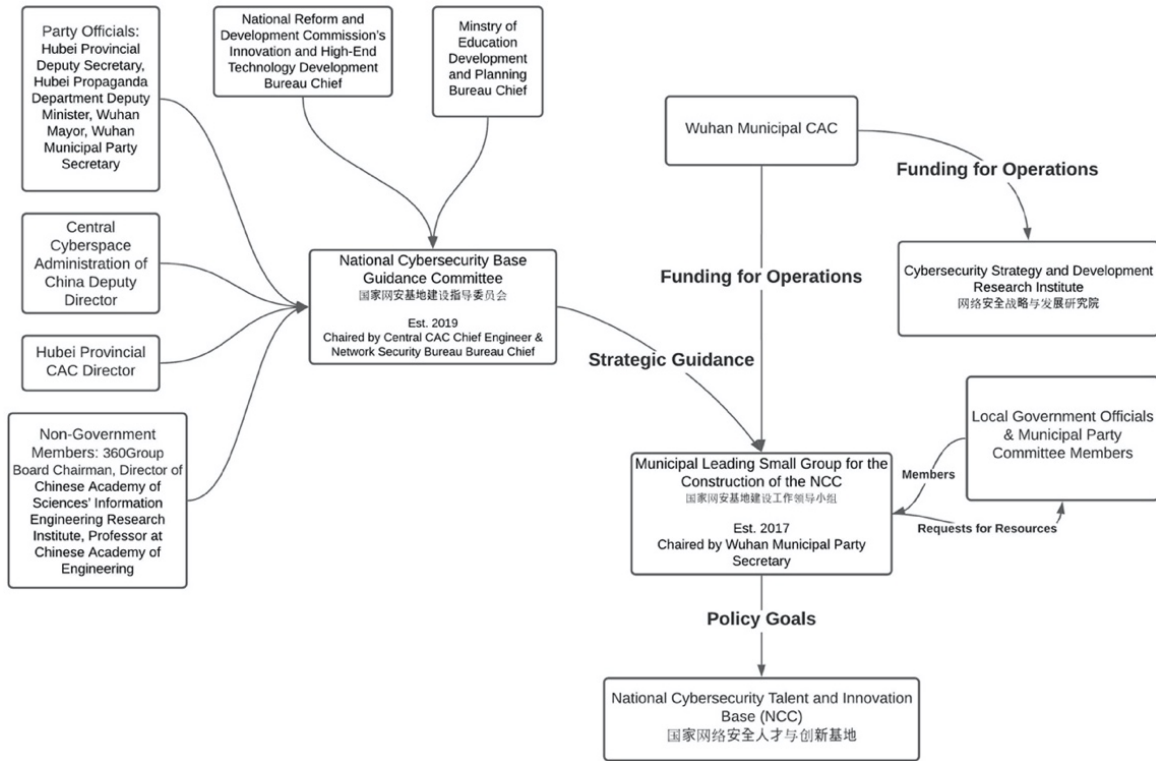 Party Officials:
Hubei Provincial
Deputy Secretary,
Hubei Propaganda
Department Deputy
Minister, Wuhan
Mayor, Wuhan
Municipal Party
Secretary
National Reform and
Development Commission's
Innovation and High-End
Technology Development
Bureau Chief
Minstry of
Education
Development
and Planning
Bureau Chief
Central
Cyberspace
Administration of
China Deputy
Director
Hubei Provincial
CAC Director
Non-Government
Members: 360Group
Board Chairman, Director of
Chinese Academy of
Sciences' Information
Engineering Research
Institute, Professor at
Chinese Academy of
Engineering
National Cybersecurity Base
Guidance Committee
国家网安基地建设指导委员会
Est. 2019
Chaired by Central CAC Chief Engineer &
Network Security Bureau Bureau Chief
Strategic Guidance
Wuhan Municipal CAC
Funding for Operations
Funding for Operations
Cybersecurity Strategy and Development
Research Institute
网络安全战略与发展研究院
Local Government Officials
& Municipal Party
Committee Members
Members
Requests for Resources
Municipal Leading Small Group for the
Construction of the NCC
国家网安基地建设工作领导小组
Est. 2017
Chaired by Wuhan Municipal Party
Secretary
Policy Goals
National Cybersecurity Talent and Innovation
Base (NCC)
国家网络安全人才与创新基地